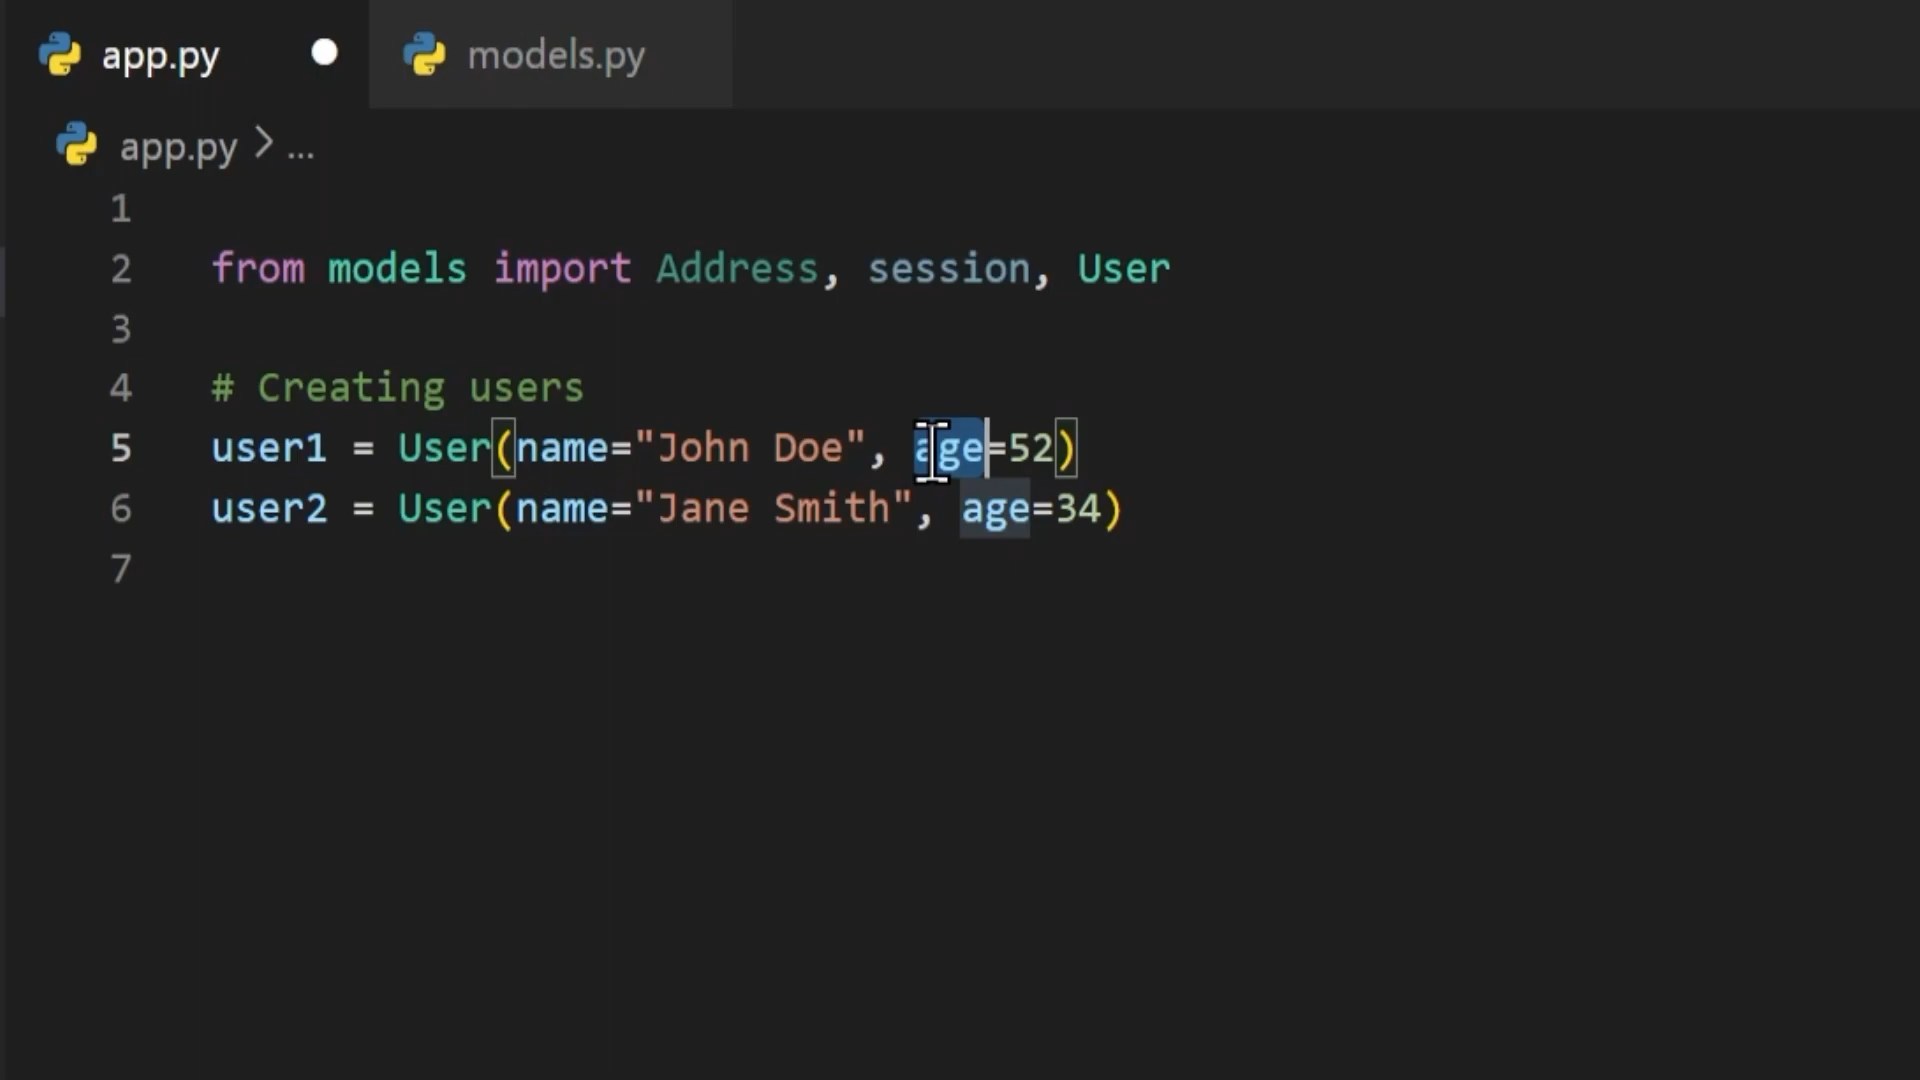 app.py
models.py
app.py > ...
1
2 from models import Address, session, User
3
4 # Creating users
5 user1 = User(name="John Doe", age=52)
6 user2 = User(name="Jane Smith", age=34)
7